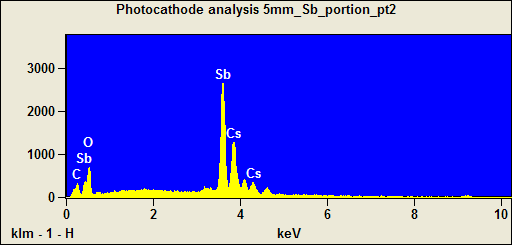 Photocathode analysis 5mm_Sb_portion_pt2
3000
2000
1000
0
Sb
Cs
Cs
O
Sb
C
0 2 4 6 8 10
klm - 1 - H keV